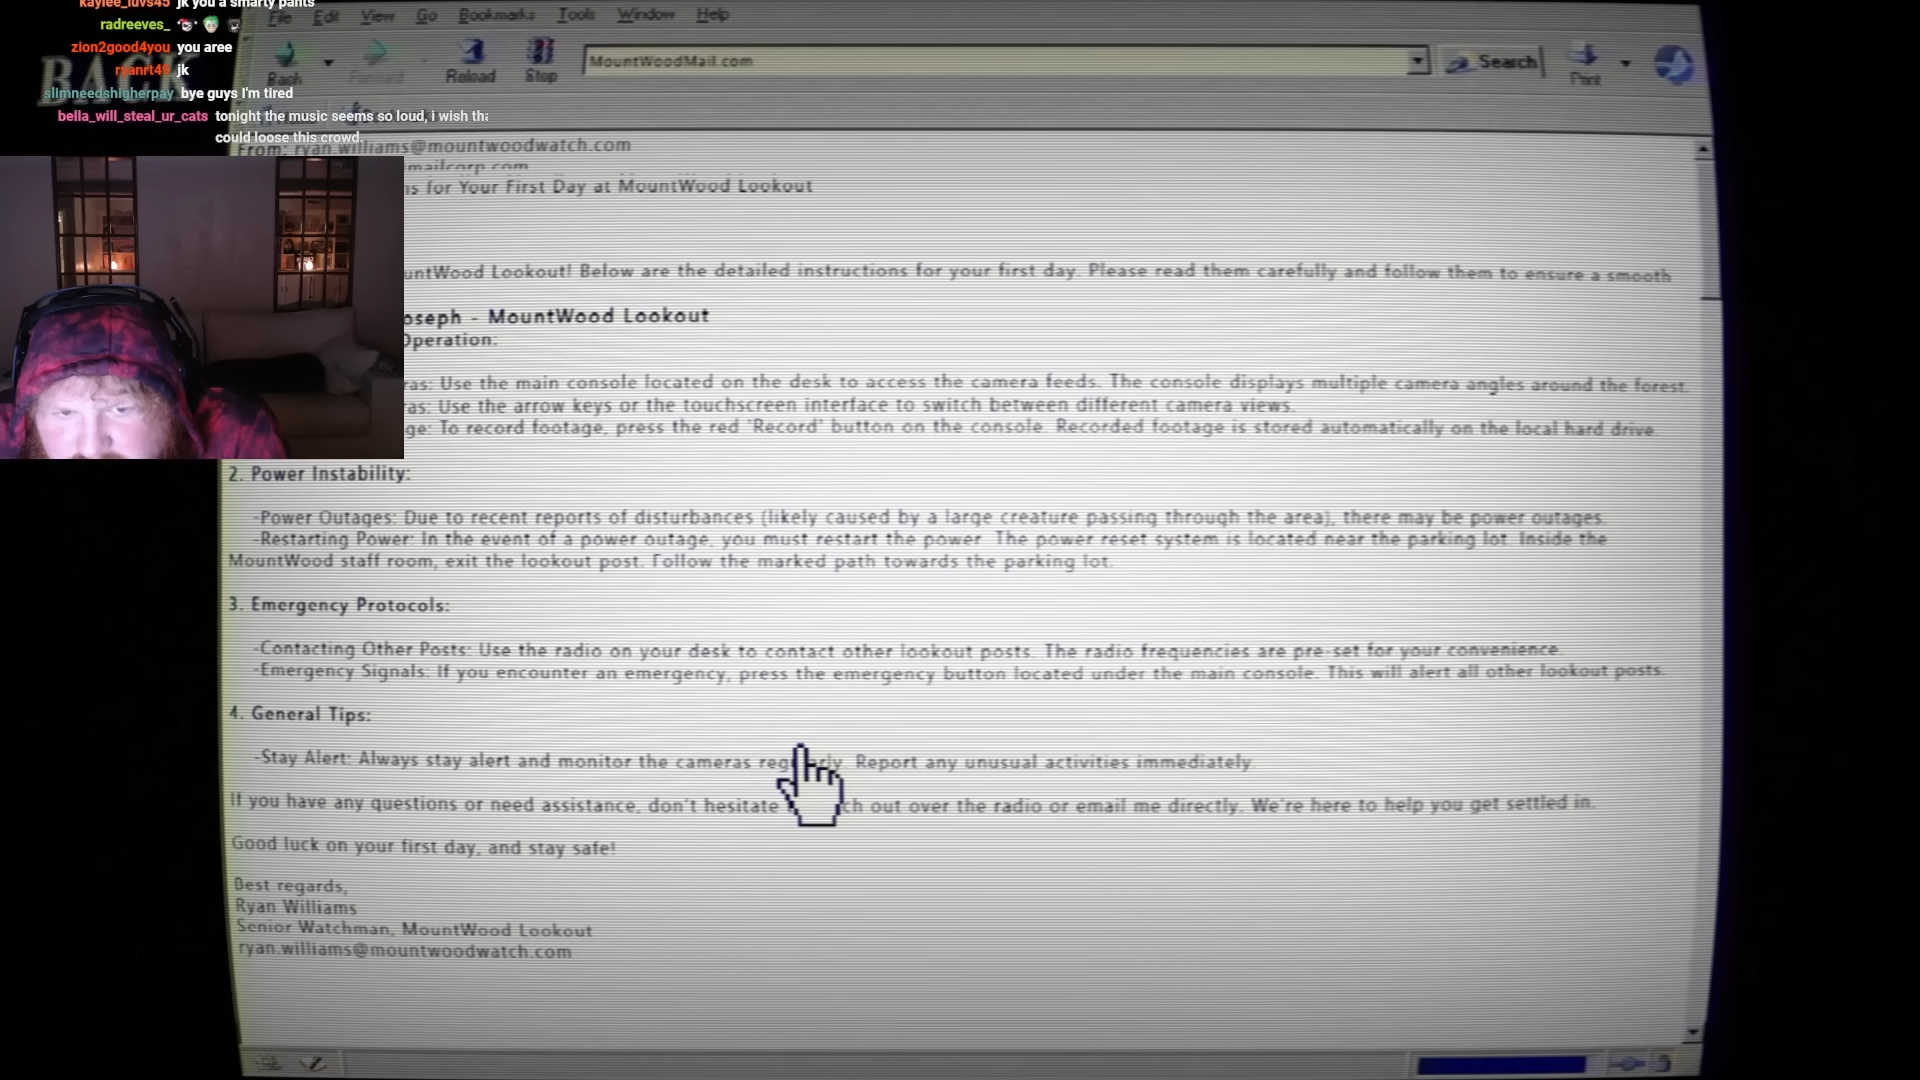 kaylee_luvs45 jk you a smarty pants
radreeves_
zion2good4you you aree
ryanrt49 jk
slimneedshigherpay bye guys I'm tired
bella_will_steal_ur_cats tonight the music seems so loud, i wish tha
could loose this crowd.
BACK
File Edit View Go Bookmarks Tools Window Help
Back Forward Reload Stop MountWoodMail.com Search Print
From: ryan.williams@mountwoodwatch.com
mailcorp.com
ns for Your First Day at MountWood Lookout
untWood Lookout! Below are the detailed instructions for your first day. Please read them carefully and follow them to ensure a smooth
oseph - MountWood Lookout
Operation:
ras: Use the main console located on the desk to access the camera feeds. The console displays multiple camera angles around the forest.
ras: Use the arrow keys or the touchscreen interface to switch between different camera views.
ge: To record footage, press the red 'Record' button on the console. Recorded footage is stored automatically on the local hard drive.
2. Power Instability:
-Power Outages: Due to recent reports of disturbances (likely caused by a large creature passing through the area), there may be power outages.
-Restarting Power: In the event of a power outage, you must restart the power. The power reset system is located near the parking lot. Inside the
MountWood staff room, exit the lookout post. Follow the marked path towards the parking lot.
3. Emergency Protocols:
-Contacting Other Posts: Use the radio on your desk to contact other lookout posts. The radio frequencies are pre-set for your convenience.
-Emergency Signals: If you encounter an emergency, press the emergency button located under the main console. This will alert all other lookout posts.
4. General Tips:
-Stay Alert: Always stay alert and monitor the cameras reg rly. Report any unusual activities immediately.
If you have any questions or need assistance, don't hesitate ch out over the radio or email me directly. We're here to help you get settled in.
Good luck on your first day, and stay safe!
Best regards,
Ryan Williams
Senior Watchman, MountWood Lookout
ryan.williams@mountwoodwatch.com